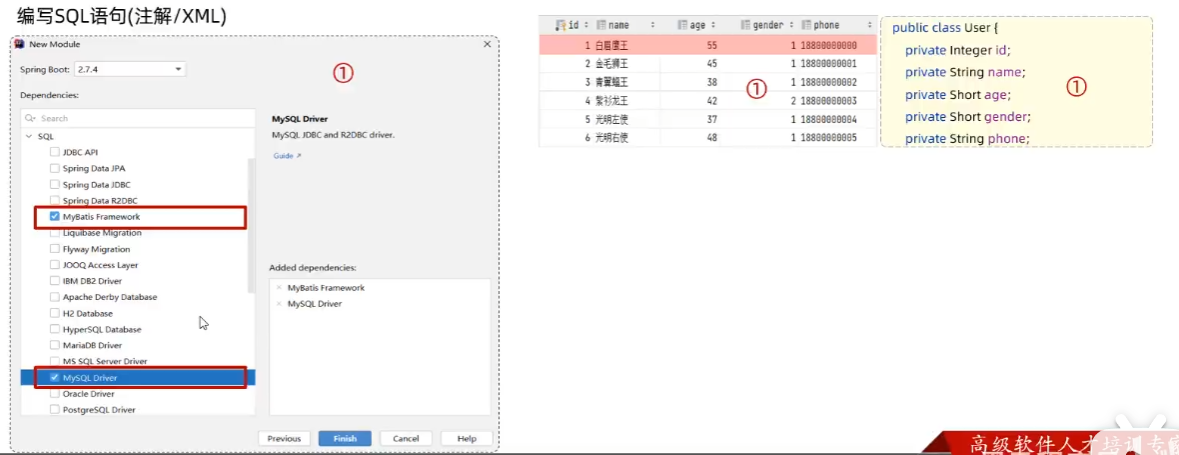 编写SQL语句(注解/XML)
New Module
Spring Boot: 2.7.4
Dependencies:
Search
SQL
JDBC API
Spring Data JPA
Spring Data JDBC
Spring Data R2DBC
MyBatis Framework
Liquibase Migration
Flyway Migration
JOOQ Access Layer
IBM DB2 Driver
Apache Derby Database
H2 Database
HyperSQL Database
MariaDB Driver
MS SQL Server Driver
MySQL Driver
Oracle Driver
PostgreSQL Driver
①
MySQL Driver
MySQL JDBC and R2DBC driver.
Guide ↗
Added dependencies:
× MyBatis Framework
× MySQL Driver
Previous Finish Cancel Help
id name age gender phone
1 白眉鹰王 55 1 18800000000
2 金毛狮王 45 1 18800000001
3 青翼蝠王 38 1 18800000002
4 紫衫龙王 42 2 18800000003
5 光明左使 37 1 18800000004
6 光明右使 48 1 18800000005
①
public class User {
private Integer id;
private String name;
private Short age;
private Short gender;
private String phone;
①
高级软件人才培训专